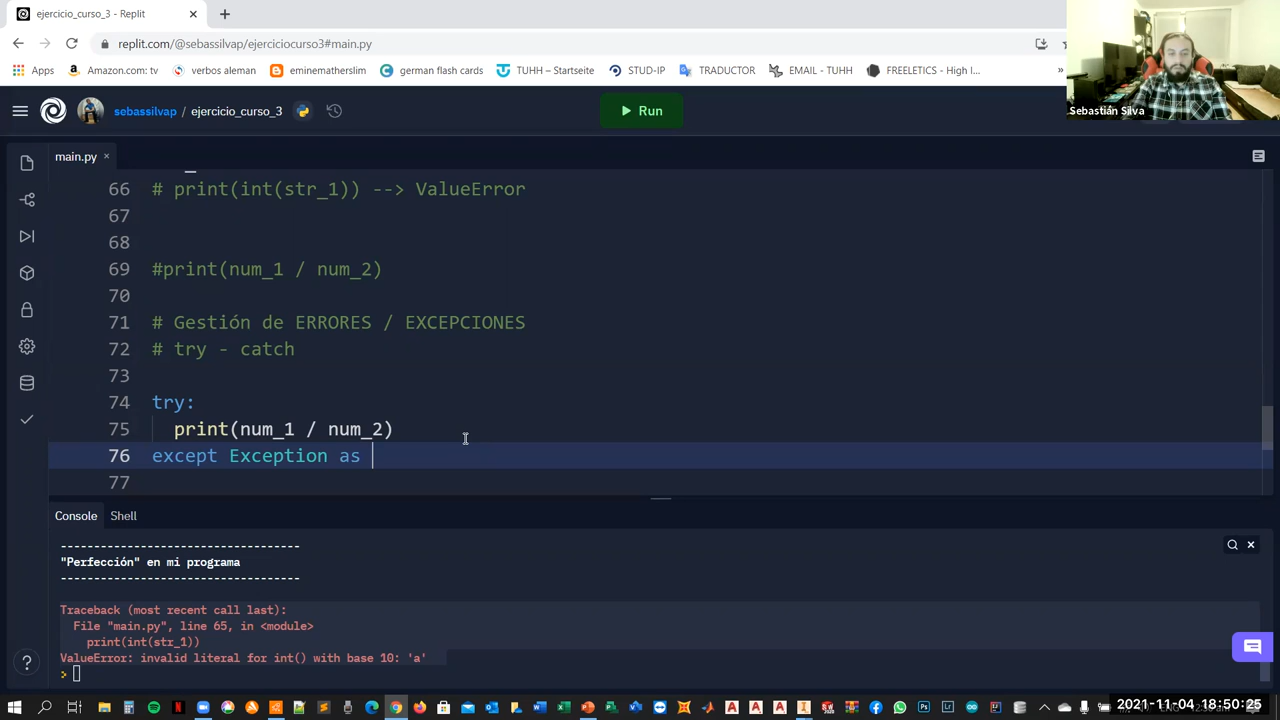 ejercicio_curso_3 - Replit
replit.com/@sebassilvap/ejerciciocurso3#main.py
Apps
Amazon.com: tv
verbos aleman
eminematherslim
german flash cards
TUHH – Startseite
STUD-IP
TRADUCTOR
EMAIL - TUHH
FREELETICS - High I...
»
Sebastián Silva
sebassilvap / ejercicio_curso_3
Run
main.py
66 # print(int(str_1)) --> ValueError
67
68
69 #print(num_1 / num_2)
70
71 # Gestión de ERRORES / EXCEPCIONES
72 # try - catch
73
74 try:
75 print(num_1 / num_2)
76 except Exception as
77
Console
Shell
-----------------------------------
"Perfección" en mi programa
-----------------------------------
Traceback (most recent call last):
File "main.py", line 65, in <module>
print(int(str_1))
ValueError: invalid literal for int() with base 10: 'a'
>
?
2021-11-04 18:50:25